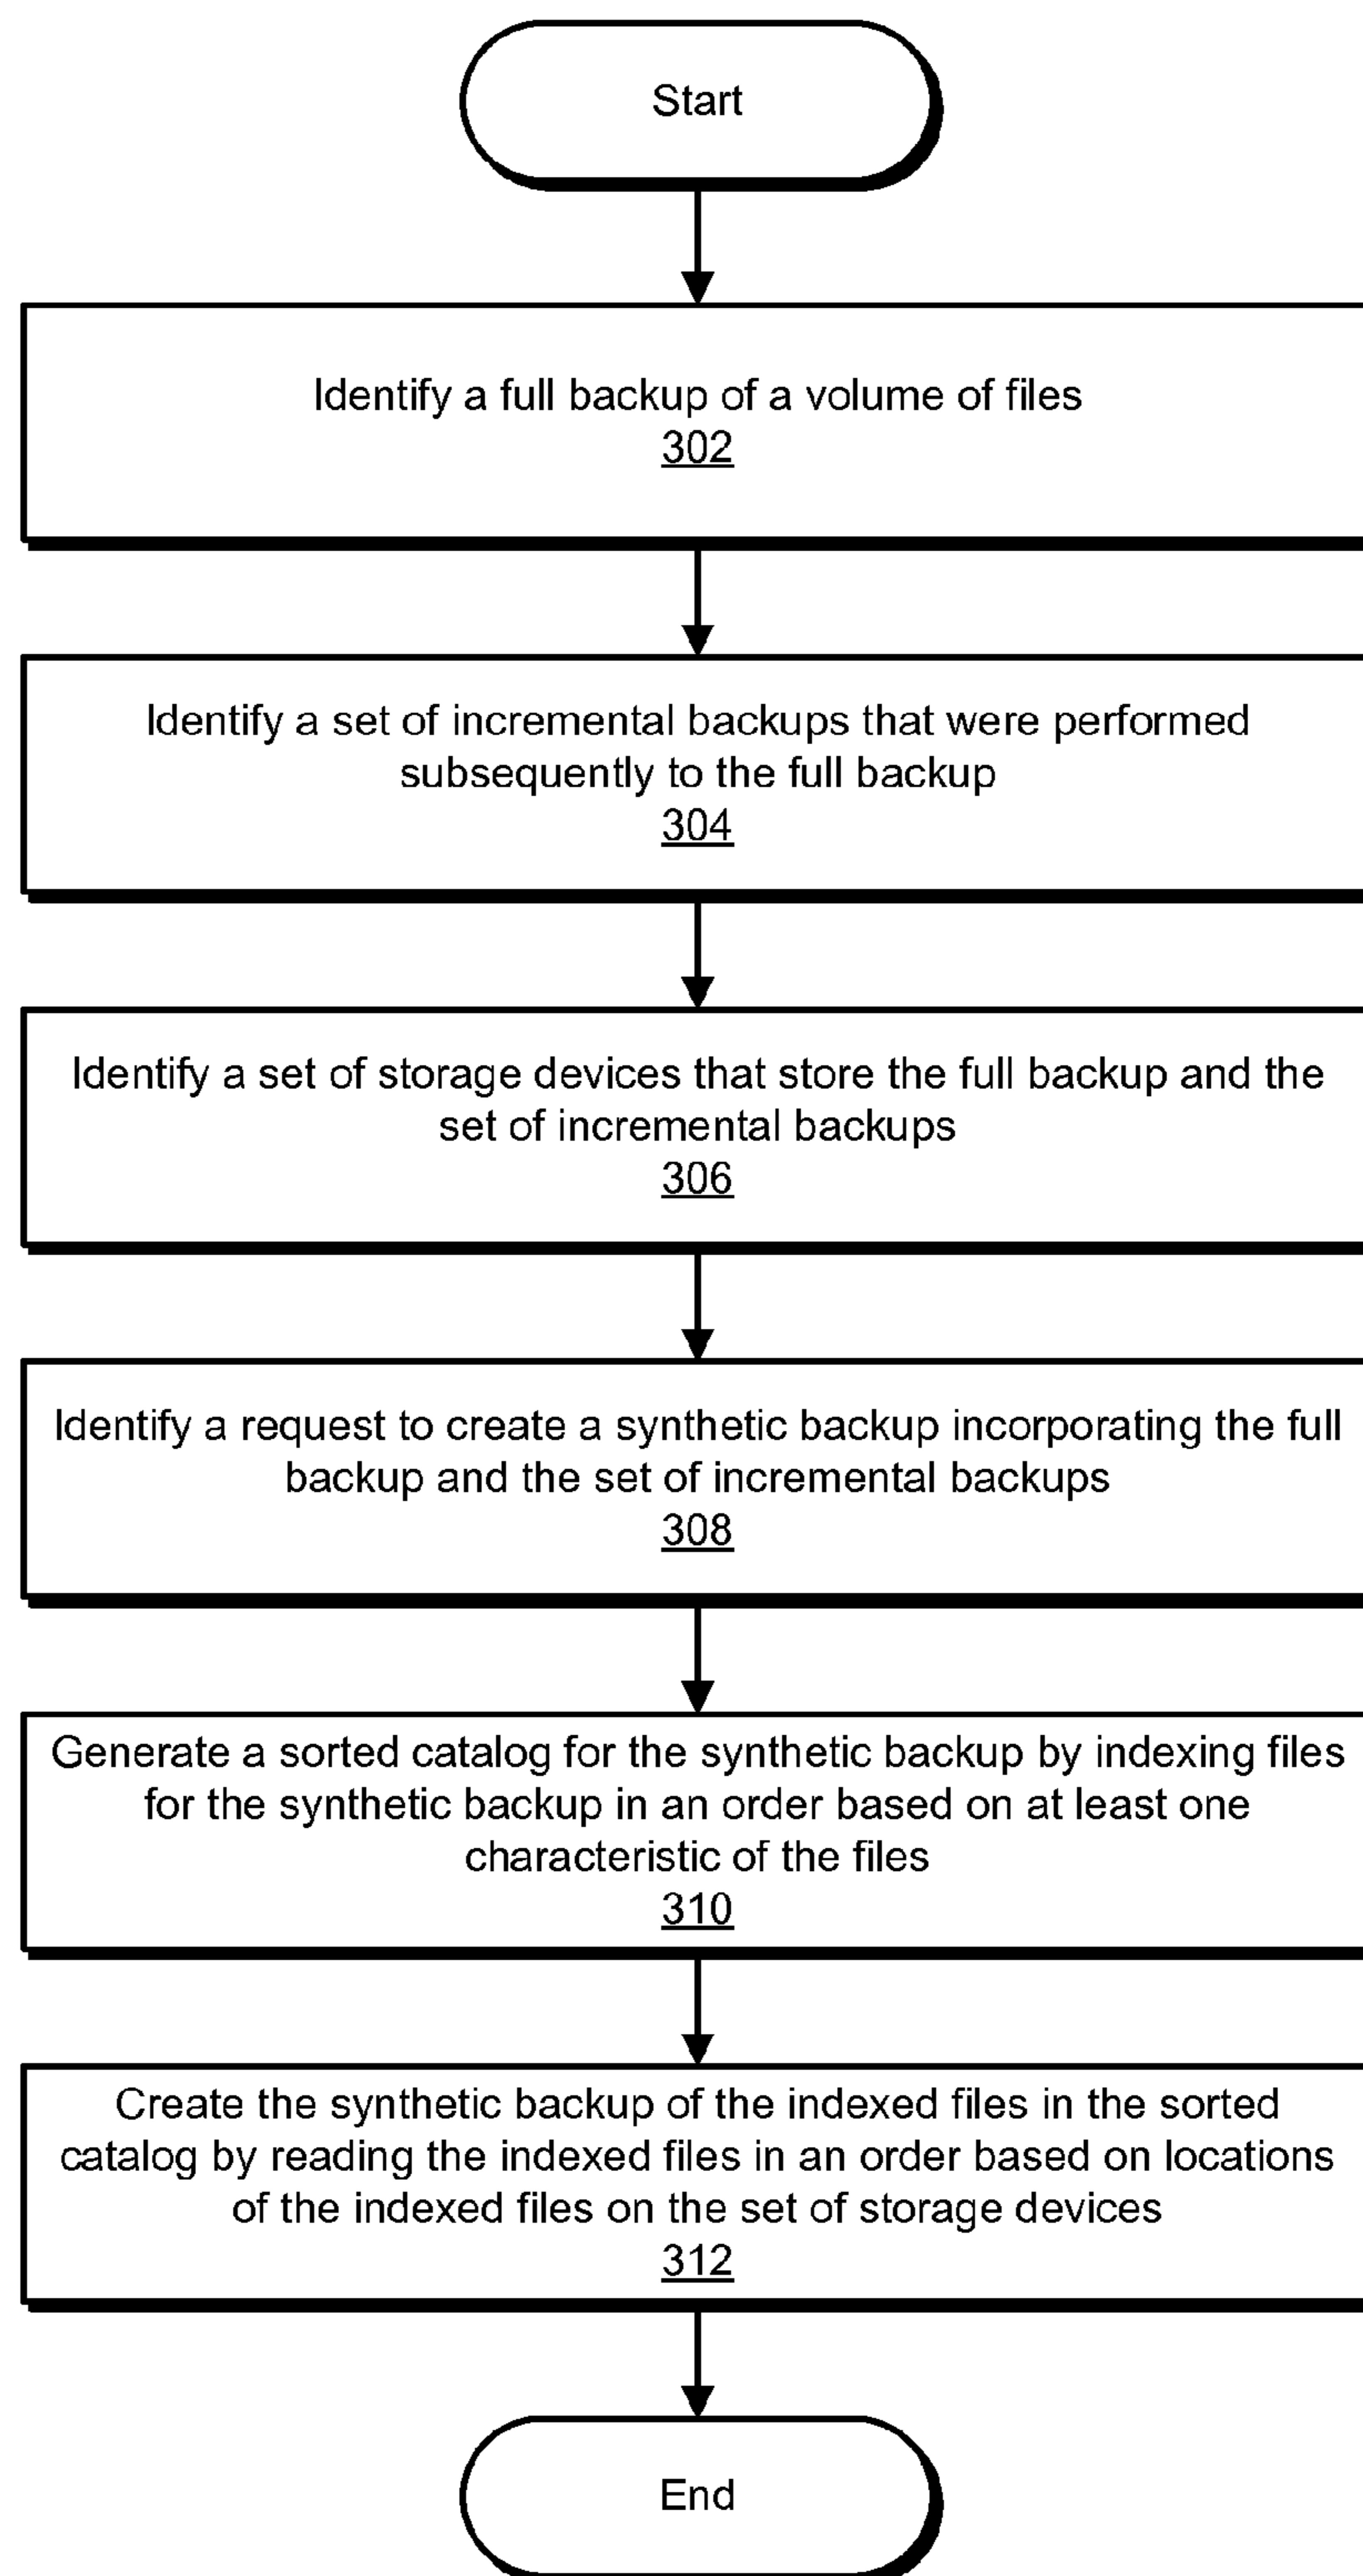 Start
Identify a full backup of a volume of files
302
Identify a set of incremental backups that were performed
subsequently to the full backup
304
Identify a set of storage devices that store the full backup and the
set of incremental backups
306
Identify a request to create a synthetic backup incorporating the full
backup and the set of incremental backups
308
Generate a sorted catalog for the synthetic backup by indexing files
for the synthetic backup in an order based on at least one
characteristic of the files
310
Create the synthetic backup of the indexed files in the sorted
catalog by reading the indexed files in an order based on locations
of the indexed files on the set of storage devices
312
End